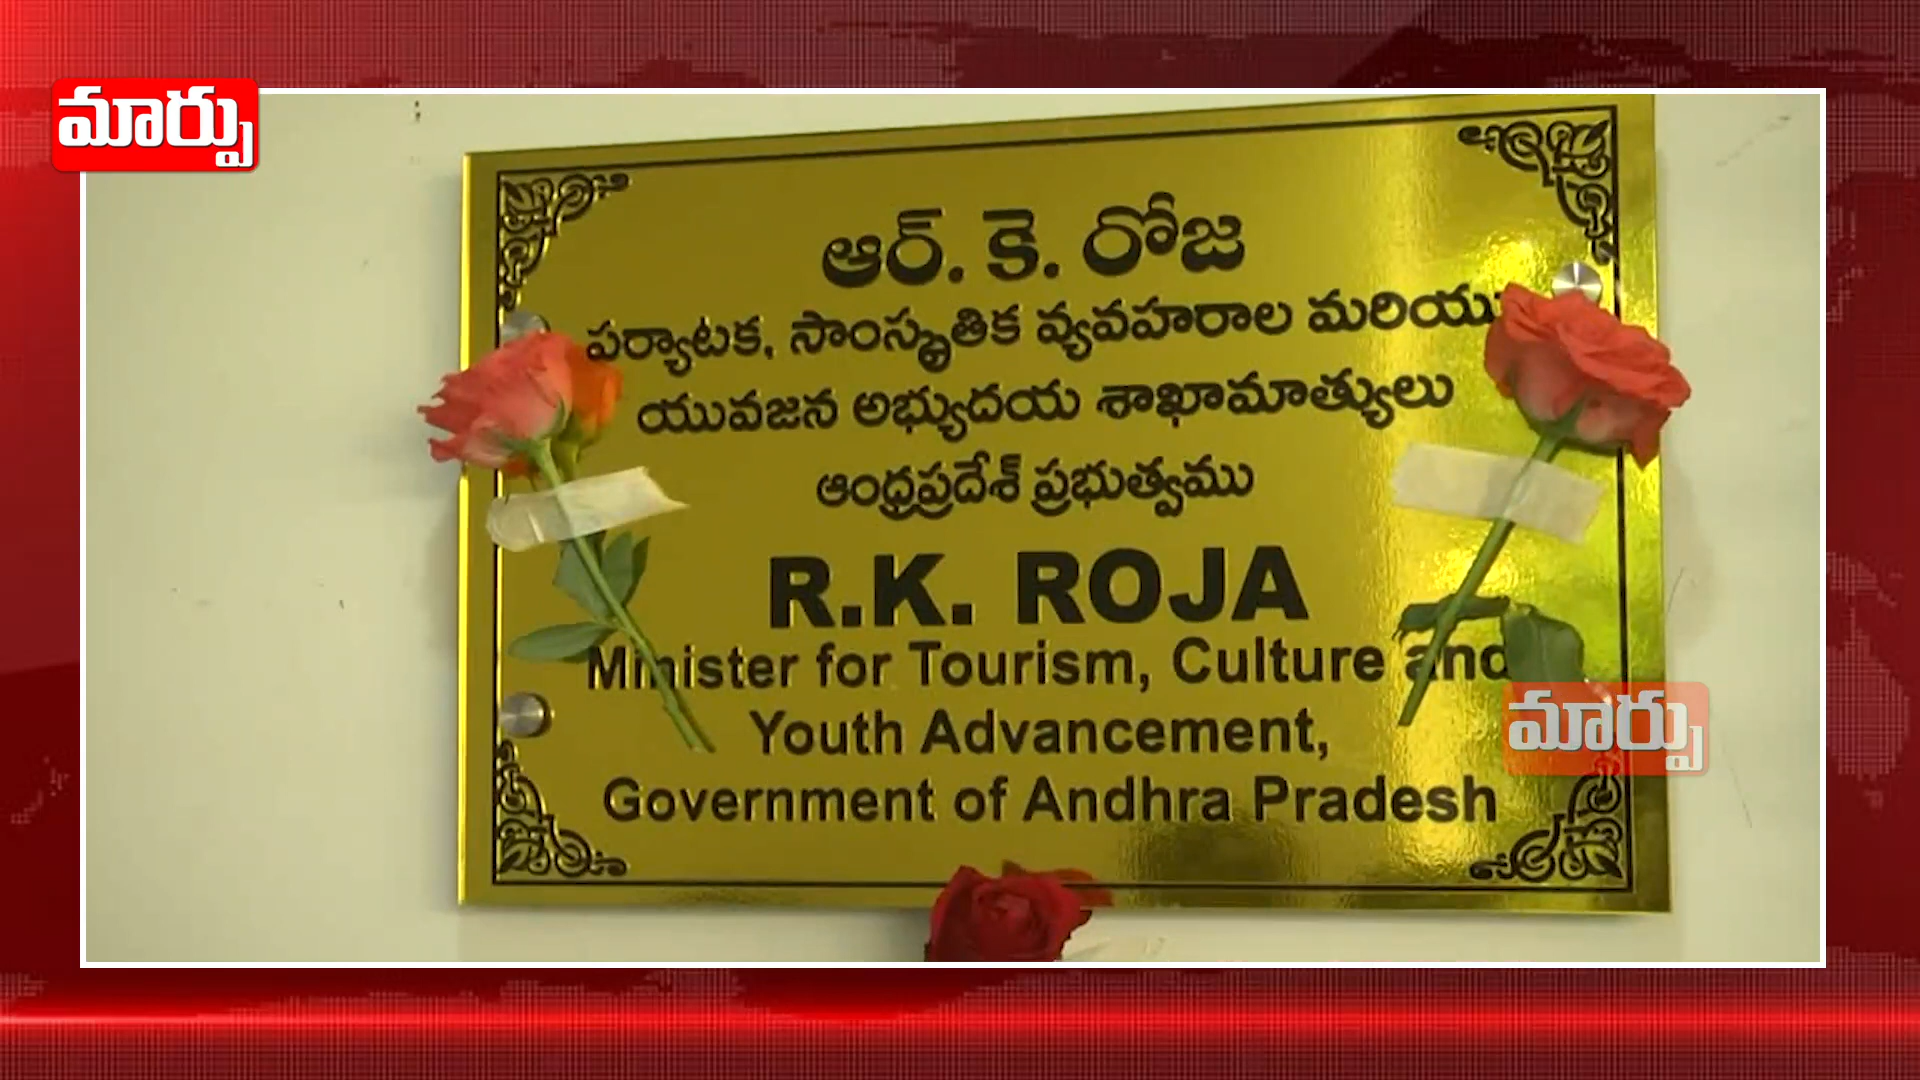 మార్పు
ఆర్. కె. రోజ
పర్యాటక, సాంస్కృతిక వ్యవహరాల మరియు
యువజన అభ్యుదయ శాఖామాత్యులు
ఆంధ్రప్రదేశ్ ప్రభుత్వము
R.K. ROJA
Minister for Tourism, Culture and
Youth Advancement,
మార్పు
Government of Andhra Pradesh